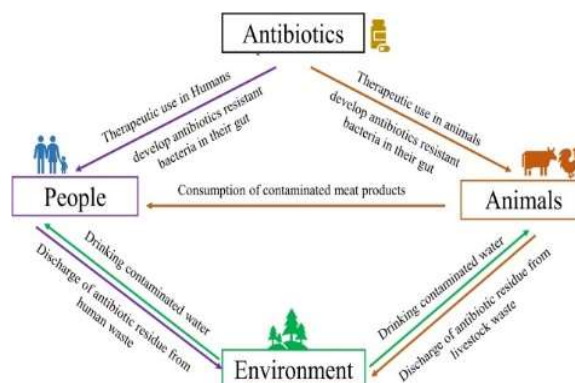 Antibiotics
Therapeutic use in Humans
develop antibiotics resistant
bacteria in their gut
Therapeutic use in animals
develop antibiotics resistant
bacteria in their gut
People
Consumption of contaminated meat products
Animals
Drinking contaminated water
Discharge of antibiotic residue from
human waste
Drinking contaminated water
Discharge of antibiotic residue from
livestock waste
Environment